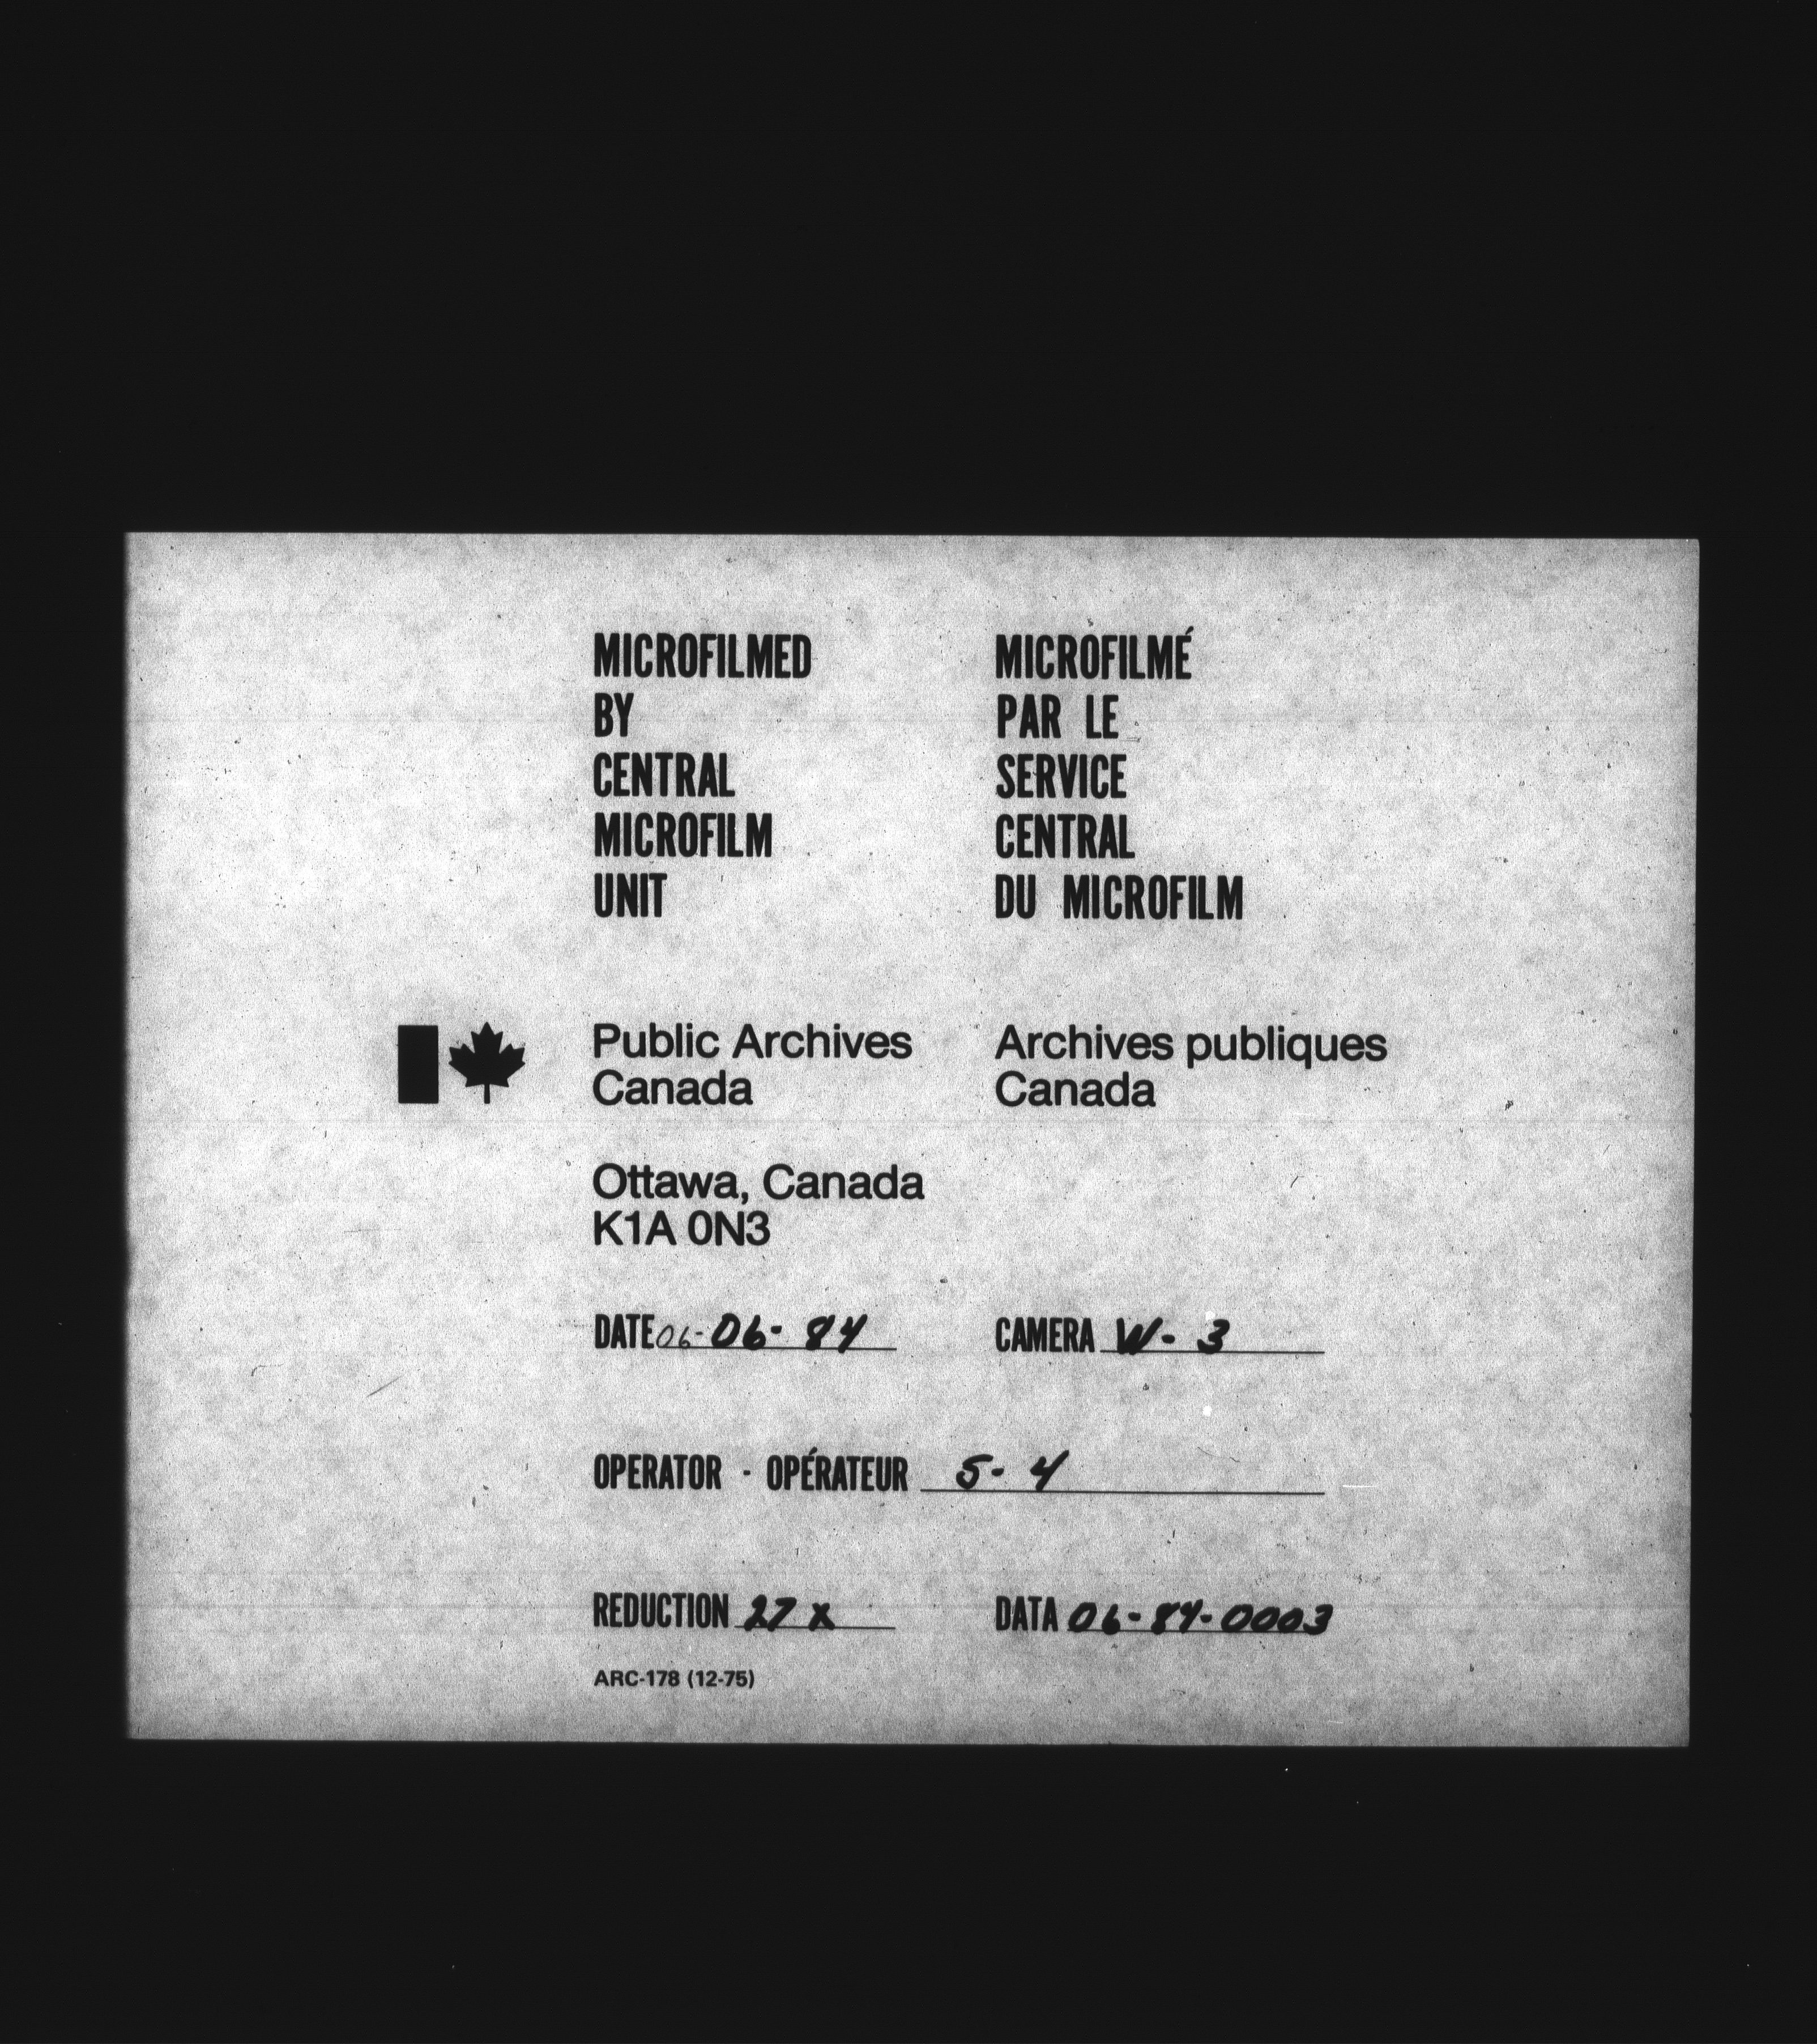 MICROFILMED
BY
CENTRAL
MICROFILM
UNIT
MICROFILMÉ
PAR LE
SERVICE
CENTRAL
DU MICROFILM
Public Archives
Canada
Archives publiques
Canada
Ottawa, Canada
K1A 0N3
DATE 06-06-84
CAMERA W-3
OPERATOR - OPÉRATEUR 5-4
REDUCTION 27 x
DATA 06-84-0003
ARC-178 (12-75)